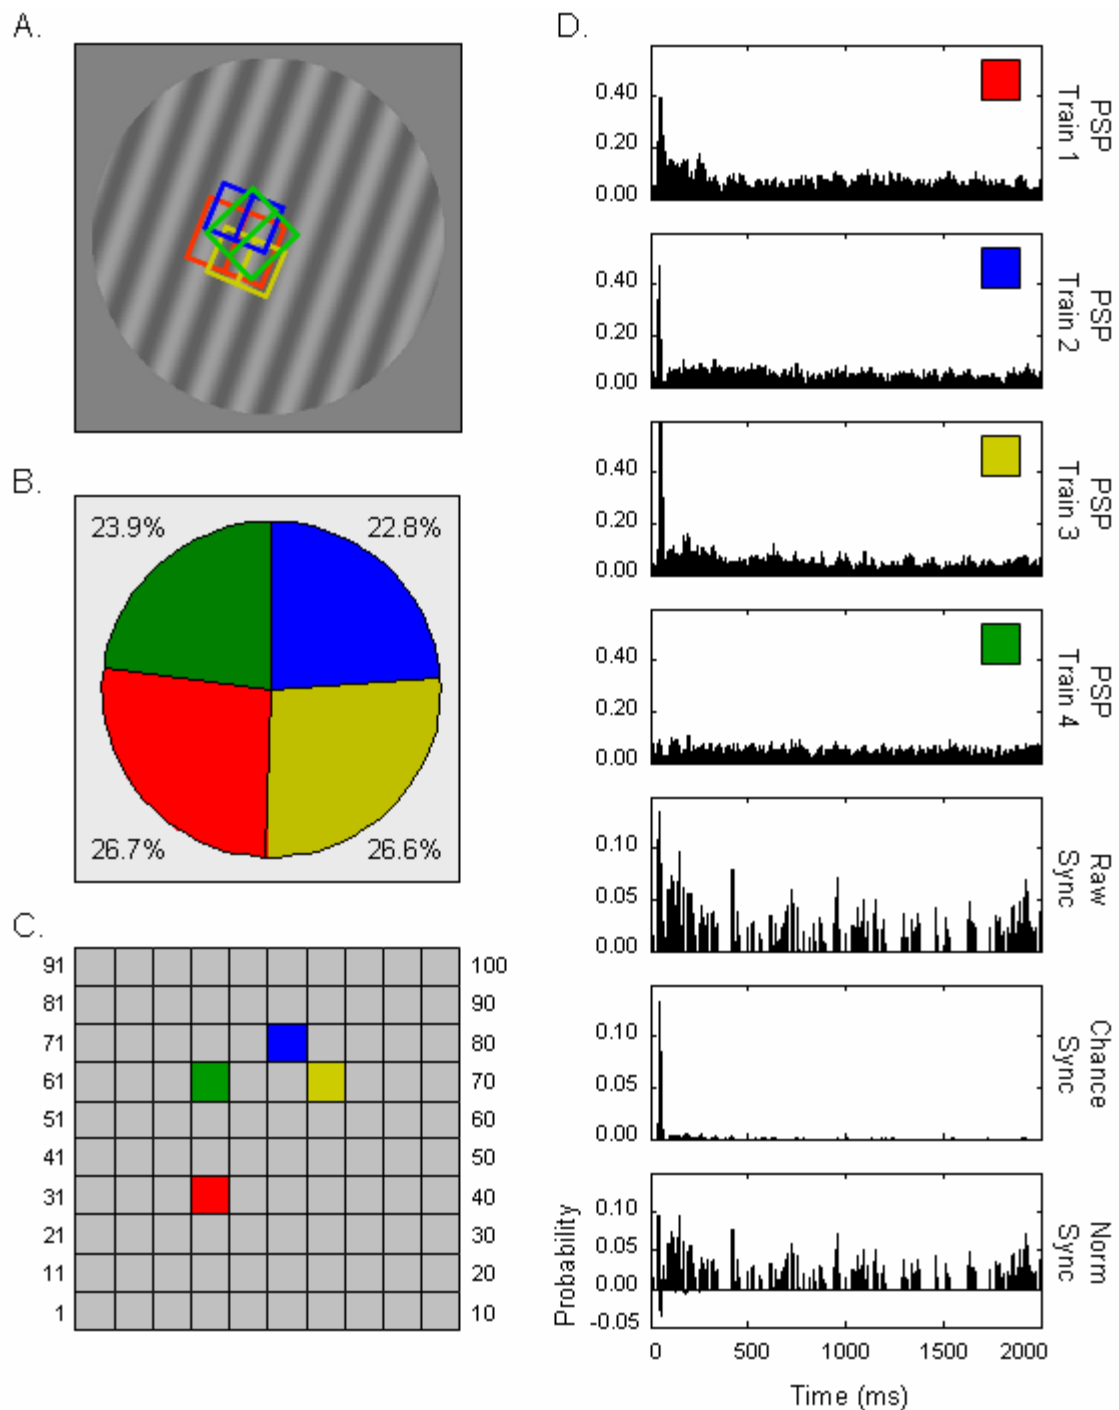 A.
B.
23.9%
22.8%
26.7%
26.6%
C.
91 100
81 90
71 80
61 70
51 60
41 50
31 40
21 30
11 20
1 10
D.
0.40
0.20
0.00
PSP
Train 1
0.40
0.20
0.00
PSP
Train 2
0.40
0.20
0.00
PSP
Train 3
0.40
0.20
0.00
PSP
Train 4
0.10
0.05
0.00
Raw
Sync
0.10
0.05
0.00
Chance
Sync
Probability
0.10
0.05
0.00
-0.05
Norm
Sync
0 500 1000 1500 2000
Time (ms)